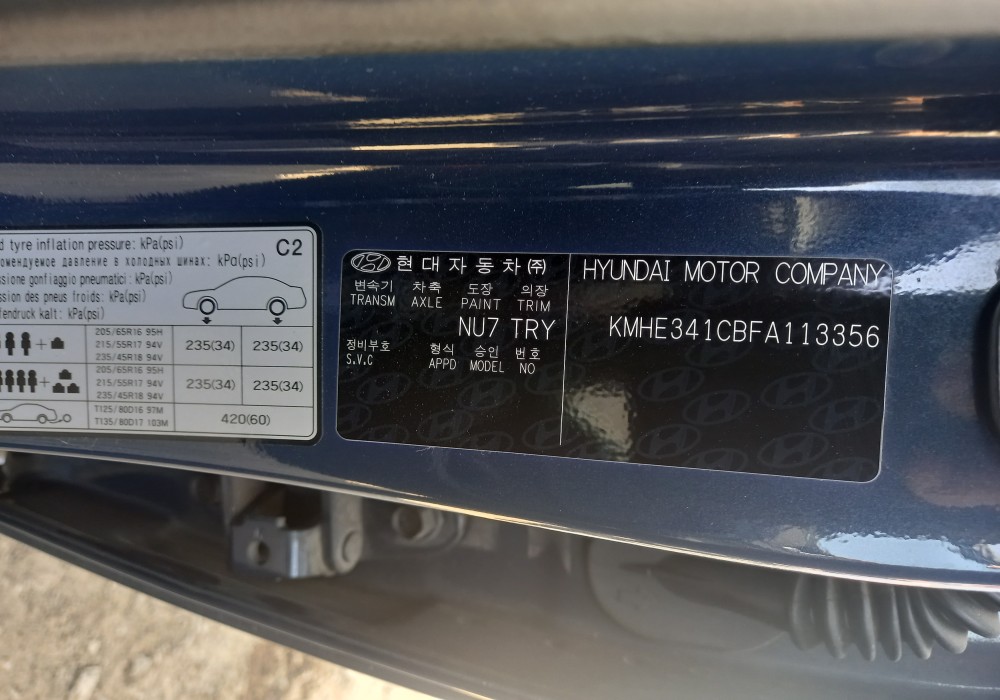 d tyre inflation pressure: kPa(psi)
C2
омендуемое давление в холодных шинах: kPa(psi)
ssione gonfiaggio pneumatici: kPa(psi)
ssion des pneus froids: kPa(psi)
fendruck kalt: kPa(psi)
+
205/65R16 95H
215/55R17 94V
235/45R18 94V
235(34)
235(34)
+
205/65R16 95H
215/55R17 94V
235/45R18 94V
235(34)
235(34)
T125/80D16 97M
T135/80D17 103M
420(60)
현대자동차㈜
변속기 차축 도장 의장
TRANSM AXLE PAINT TRIM
NU7 TRY
정비부호 형식 승인 번호
S.V.C APPD MODEL NO
HYUNDAI MOTOR COMPANY
KMHE341CBFA113356